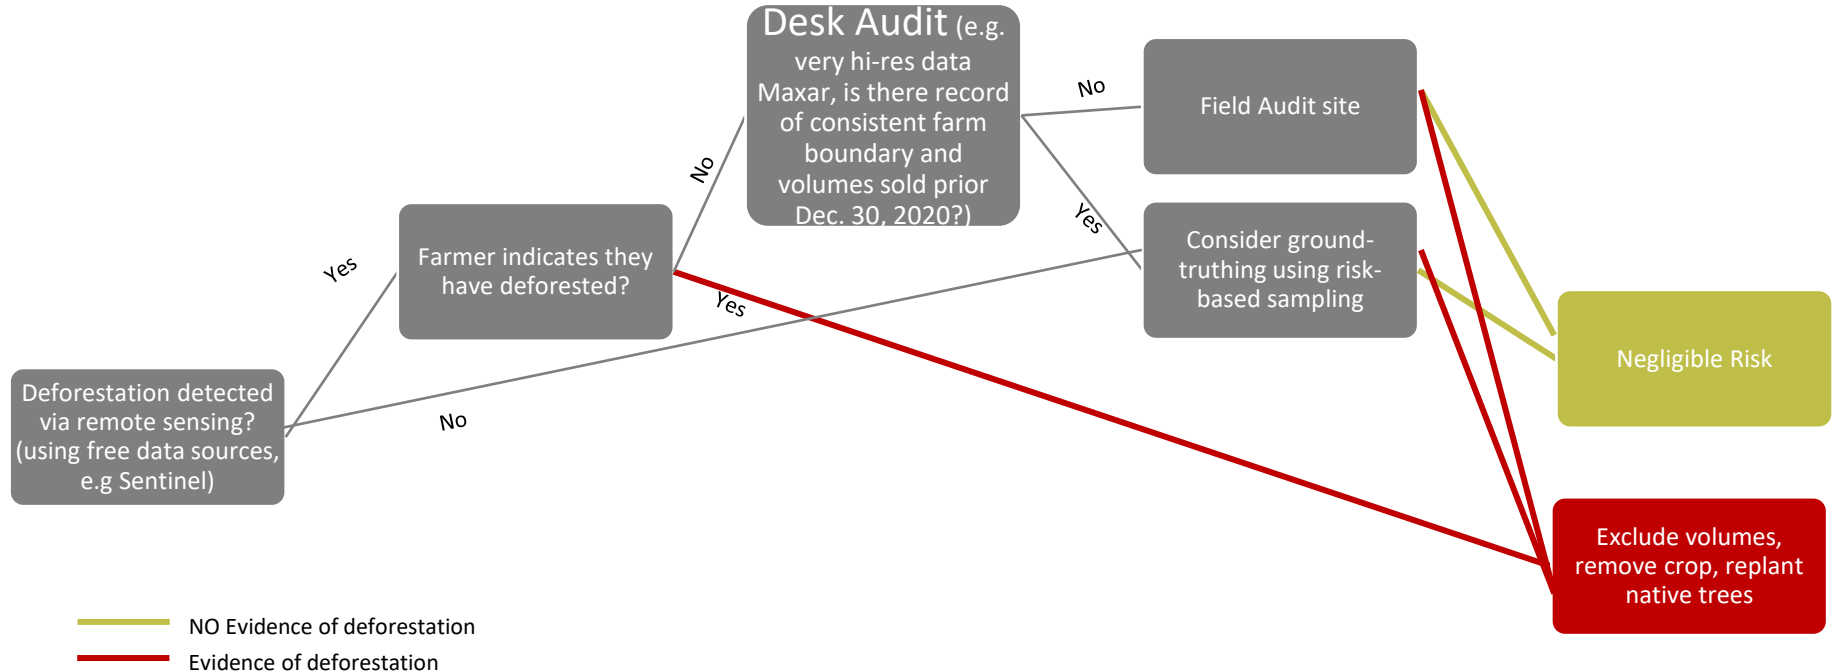 Desk Audit (e.g.
very hi-res data
Maxar, is there record
of consistent farm
boundary and
volumes sold prior
Dec. 30, 2020?)
No
Field Audit site
No
Yes
Consider ground-
truthing using risk-
based sampling
Yes
Farmer indicates they
have deforested?
Yes
Negligible Risk
Deforestation detected
via remote sensing?
(using free data sources,
e.g Sentinel)
No
Exclude volumes,
remove crop, replant
native trees
NO Evidence of deforestation
Evidence of deforestation